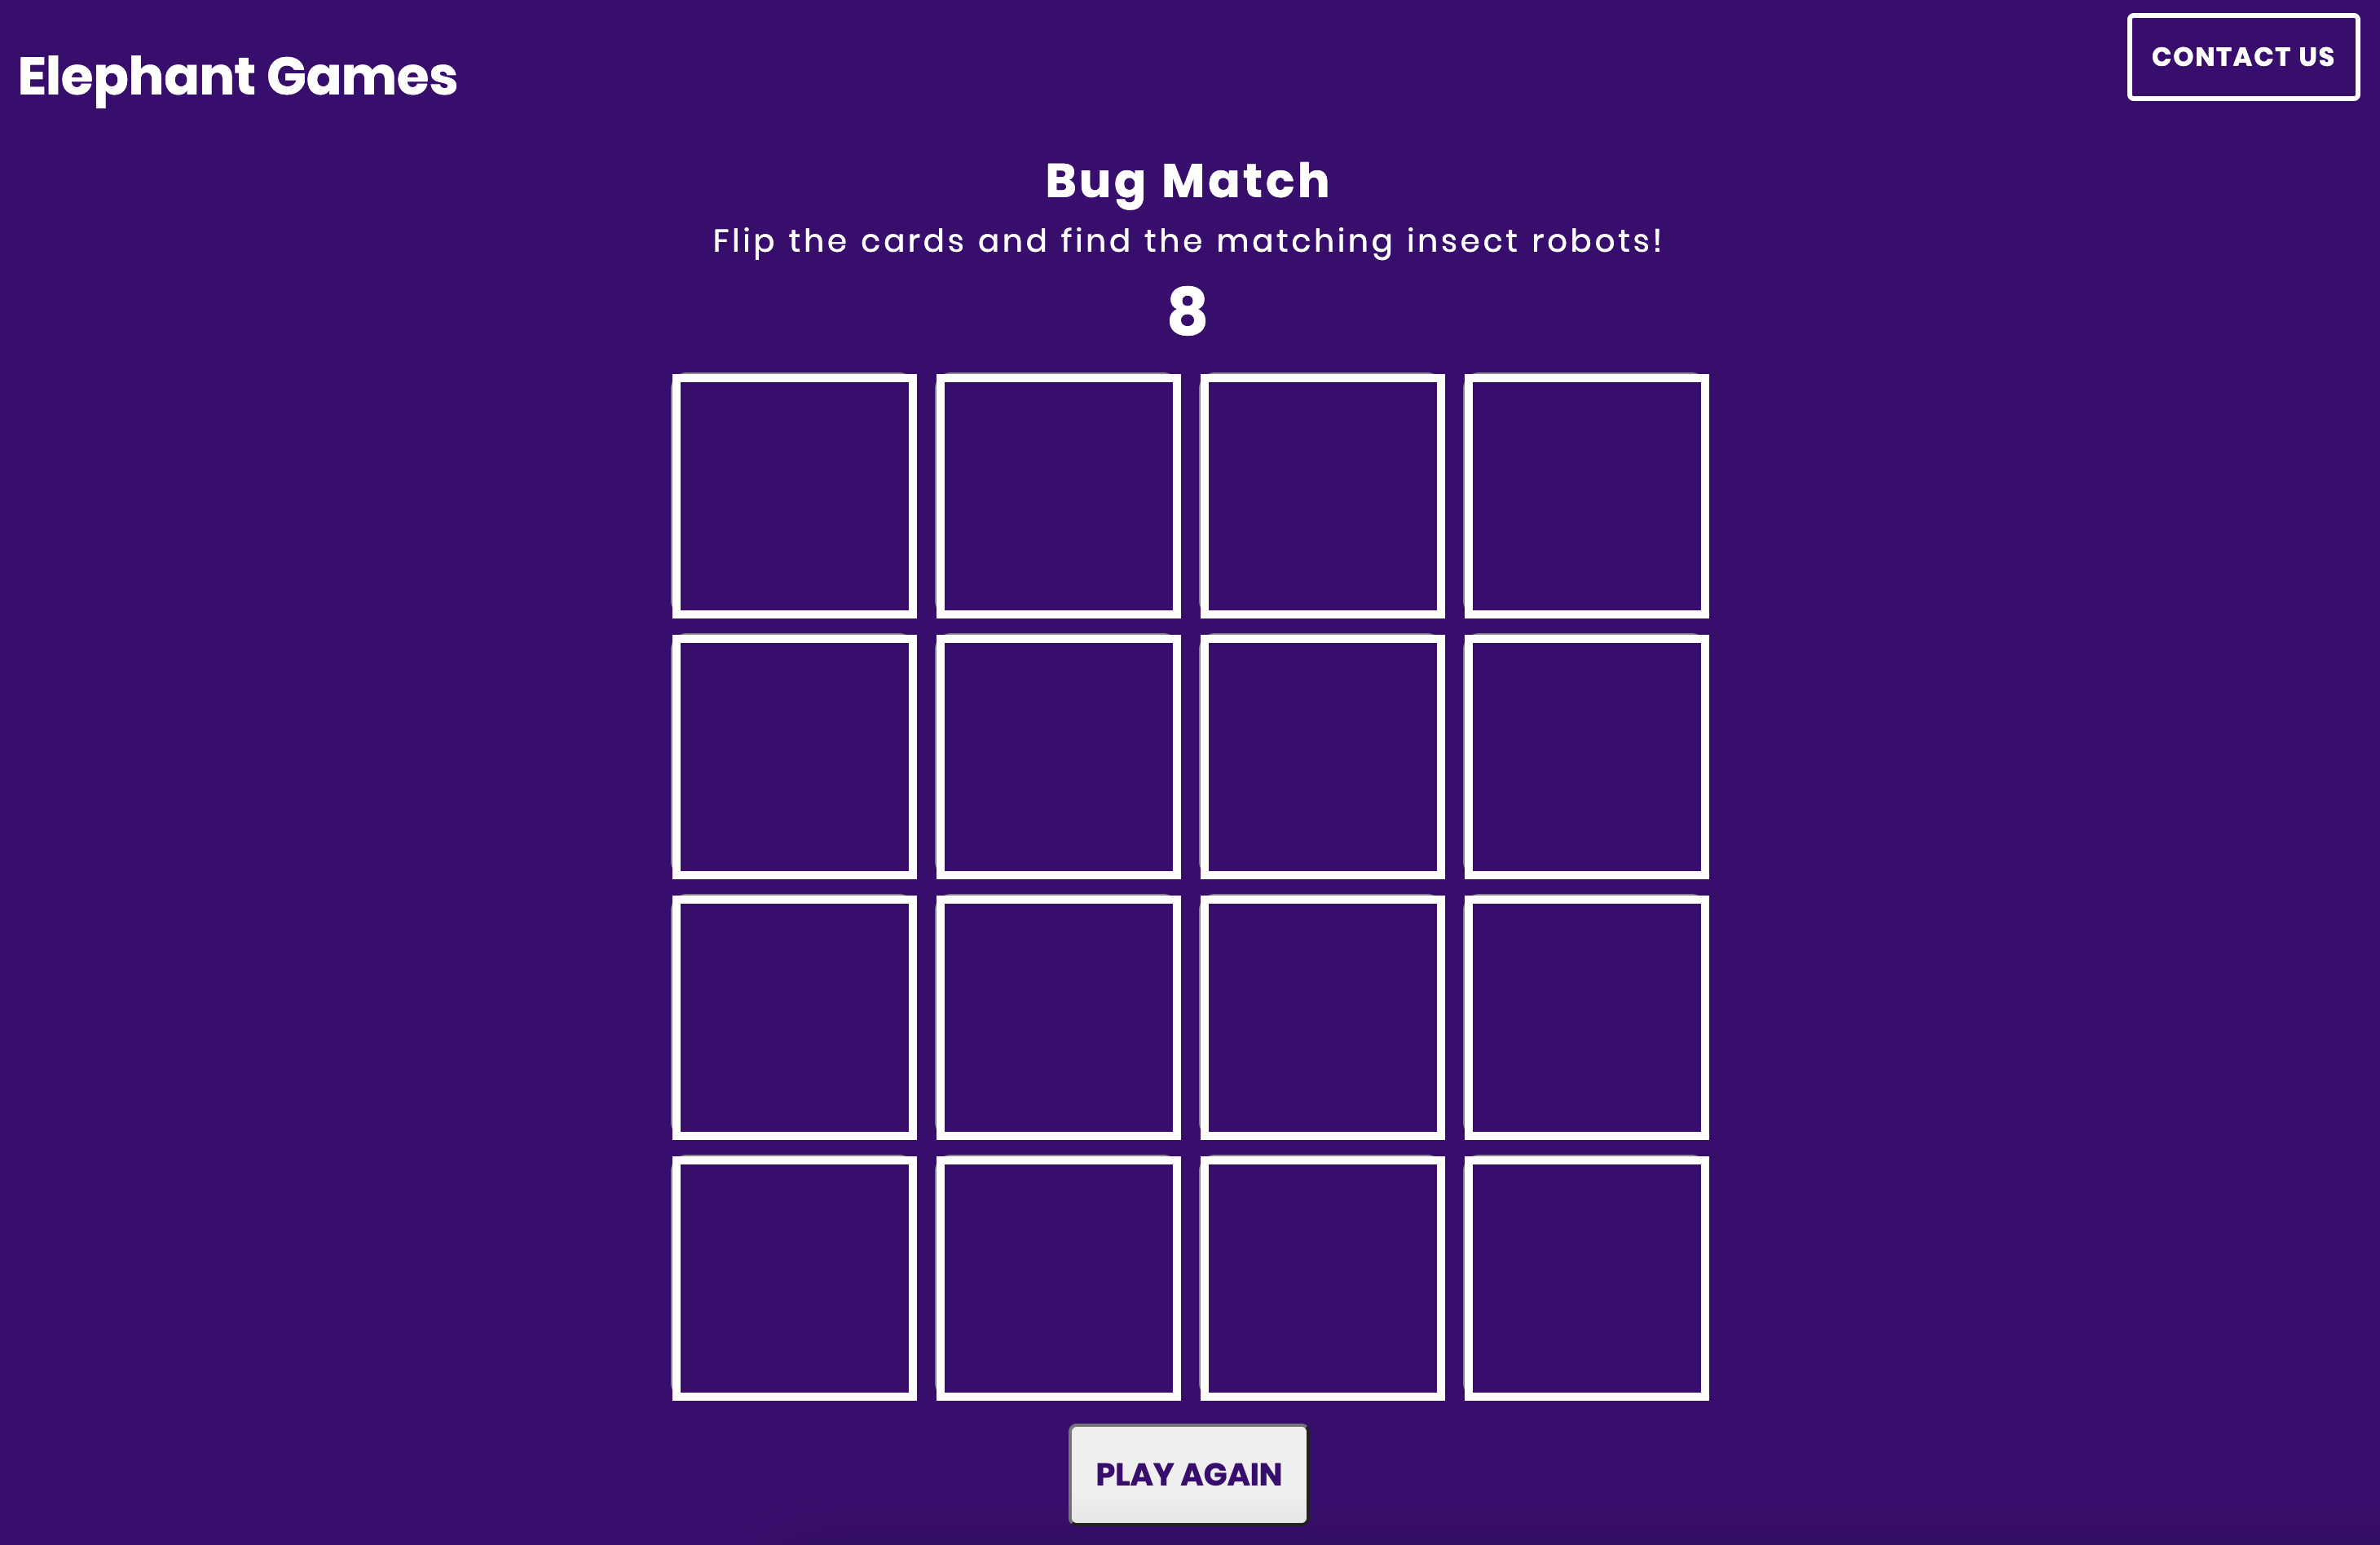 Elephant Games
CONTACT US
Bug Match
Flip the cards and find the matching insect robots!
8
PLAY AGAIN